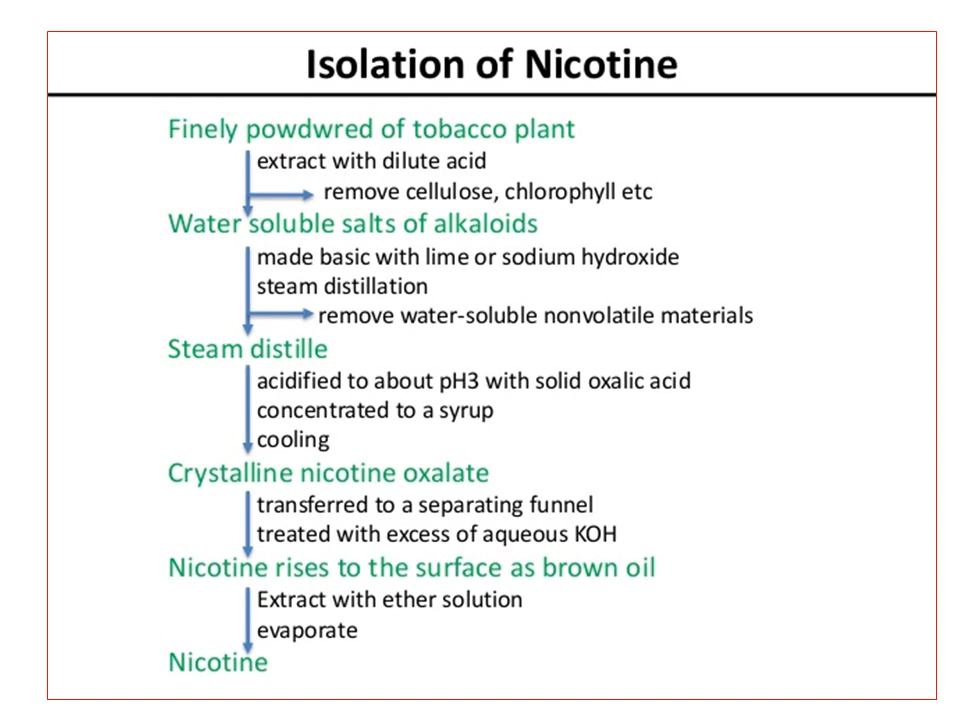 Isolation of Nicotine
Finely powdwred of tobacco plant
extract with dilute acid
remove cellulose, chlorophyll etc
Water soluble salts of alkaloids
made basic with lime or sodium hydroxide
steam distillation
remove water-soluble nonvolatile materials
Steam distille
acidified to about pH3 with solid oxalic acid
concentrated to a syrup
cooling
Crystalline nicotine oxalate
transferred to a separating funnel
treated with excess of aqueous KOH
Nicotine rises to the surface as brown oil
Extract with ether solution
evaporate
Nicotine